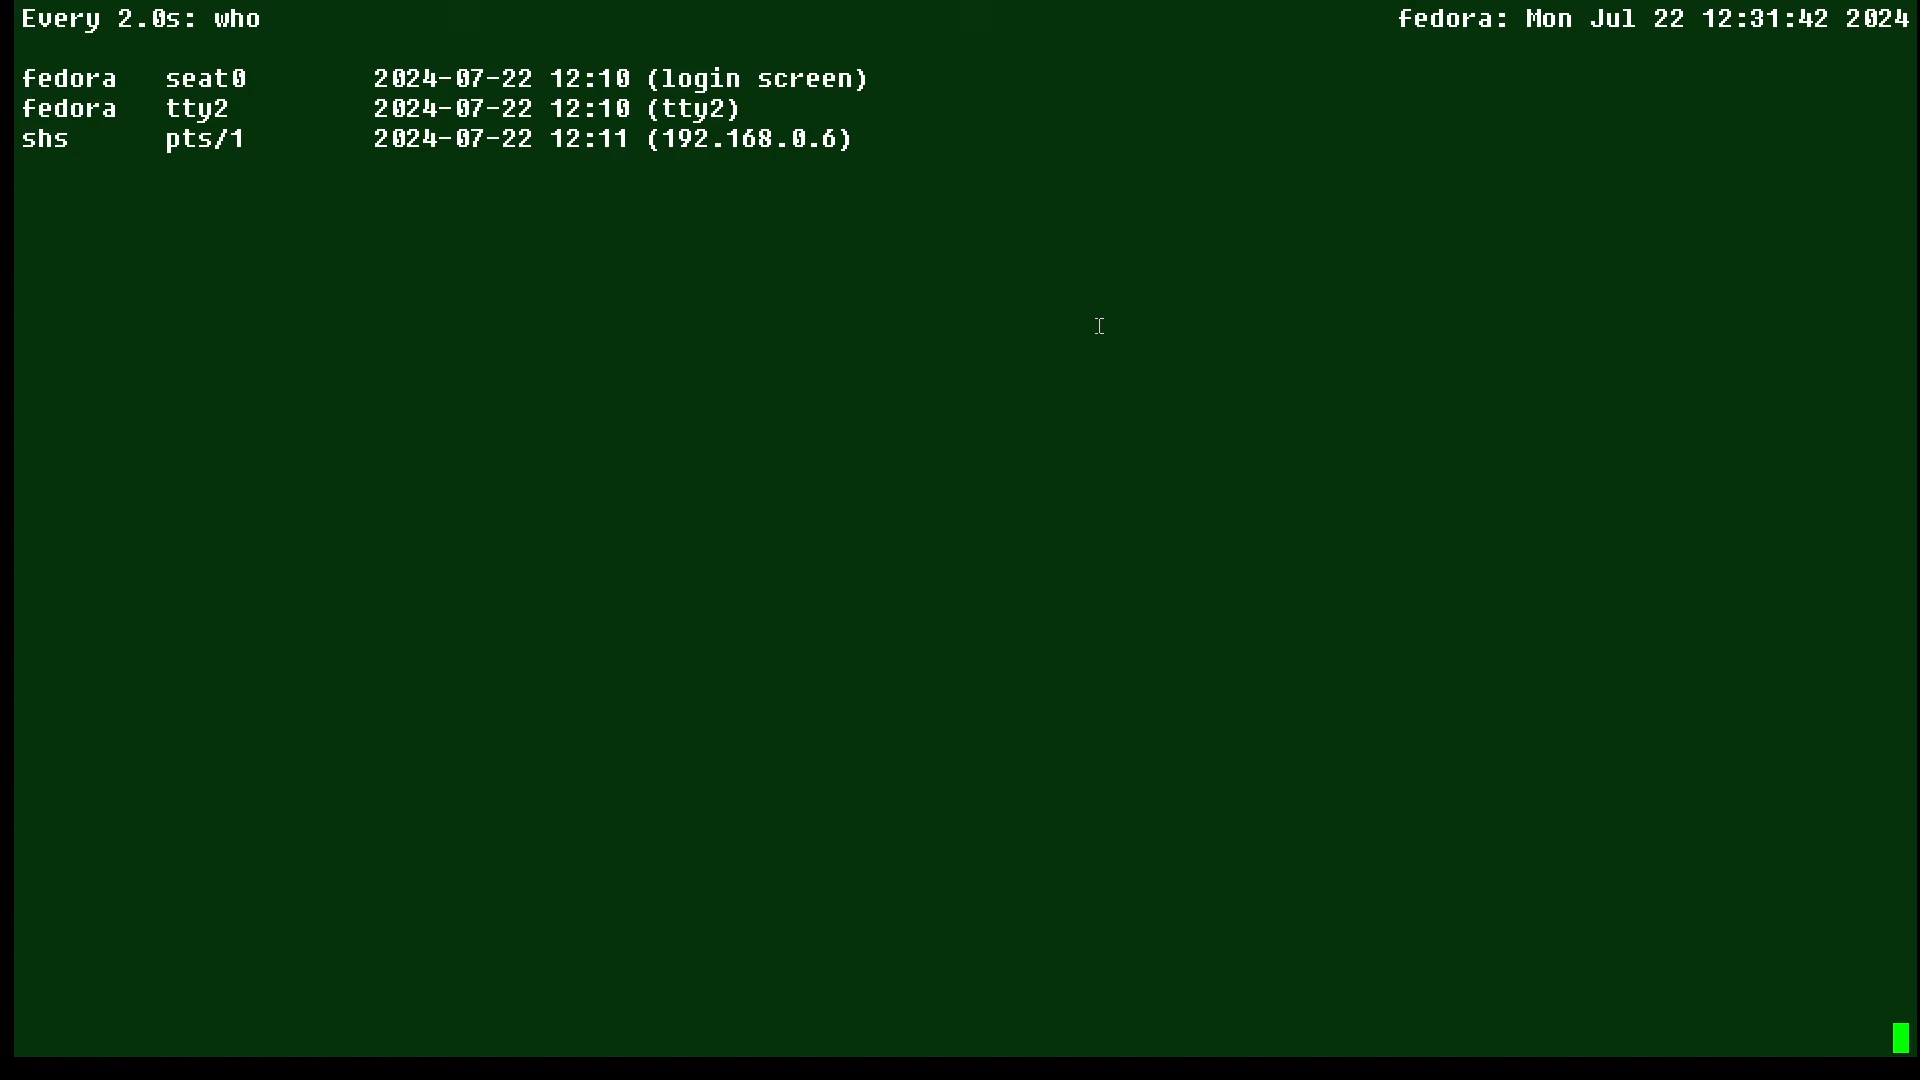 Every 2.0s: who fedora: Mon Jul 22 12:31:42 2024
fedora seat0 2024-07-22 12:10 (login screen)
fedora tty2 2024-07-22 12:10 (tty2)
shs pts/1 2024-07-22 12:11 (192.168.0.6)